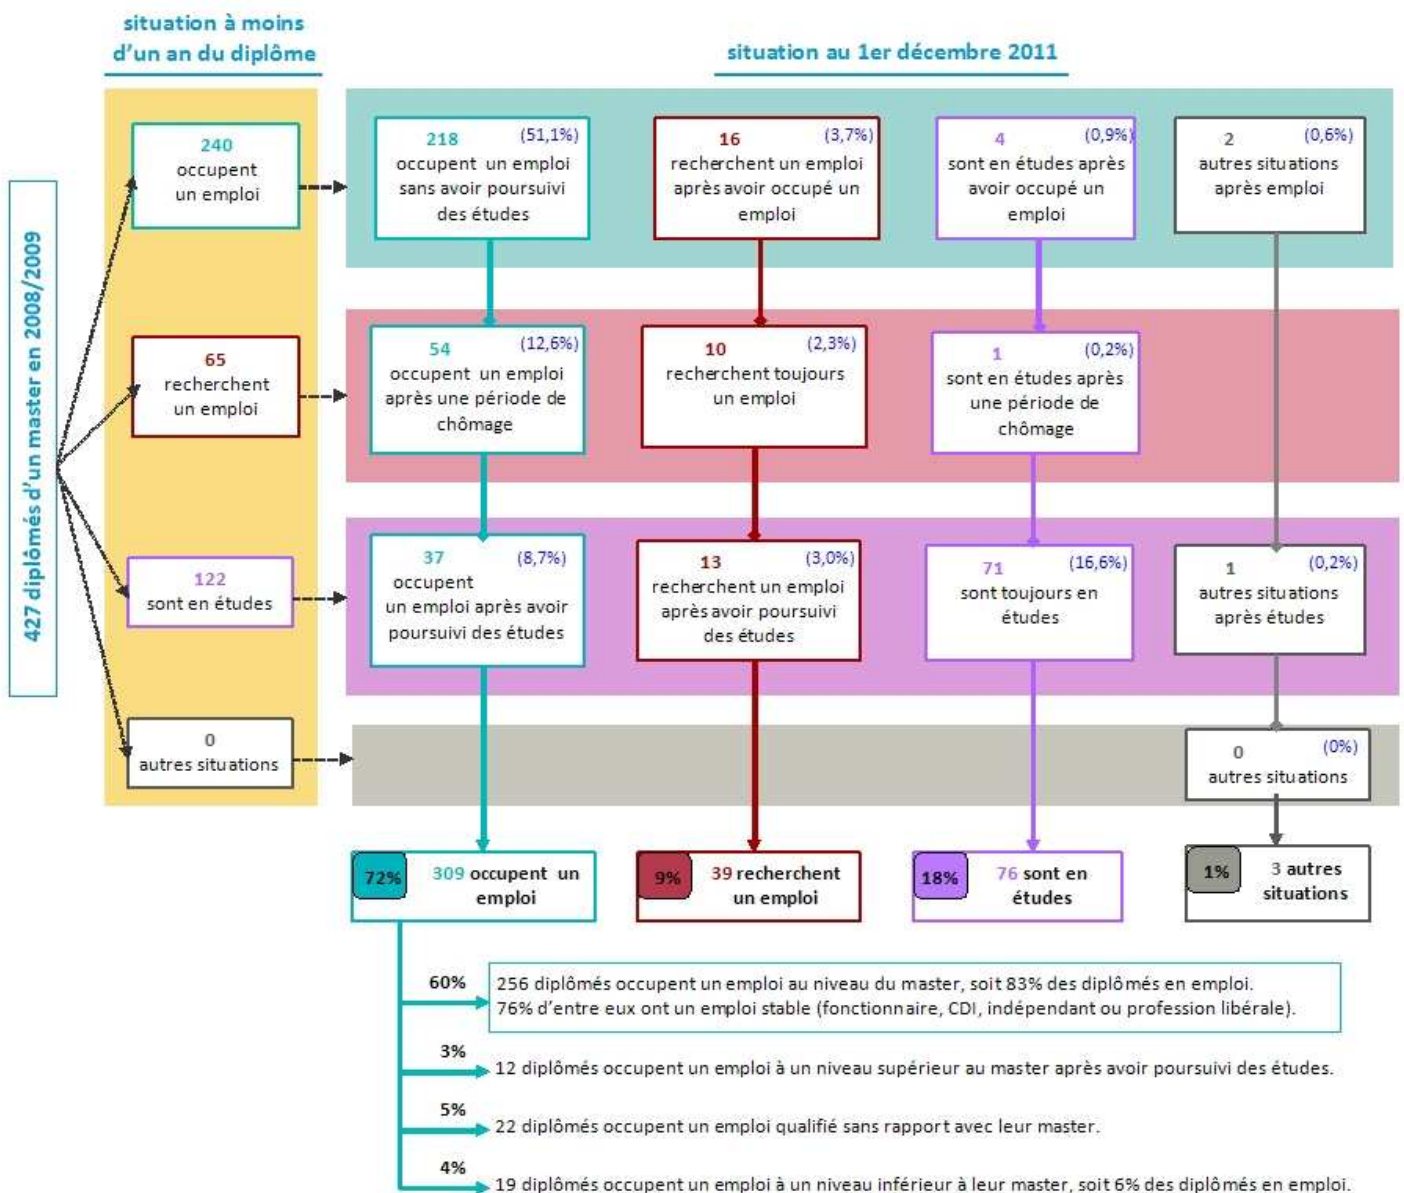 situation à moins
d'un an du diplôme
situation au 1er décembre 2011
427 diplômés d'un master en 2008/2009
240
occupent
un emploi
218 (51,1%)
occupent un emploi
sans avoir poursuivi
des études
16 (3,7%)
recherchent un emploi
après avoir occupé un
emploi
4 (0,9%)
sont en études après
avoir occupé un
emploi
2 (0,6%)
autres situations
après emploi
65
recherchent
un emploi
54 (12,6%)
occupent un emploi
après une période de
chômage
10 (2,3%)
recherchent toujours
un emploi
1 (0,2%)
sont en études après
une période de
chômage
122
sont en études
37 (8,7%)
occupent
un emploi après avoir
poursuivi des études
13 (3,0%)
recherchent un emploi
après avoir poursuivi
des études
71 (16,6%)
sont toujours en
études
1 (0,2%)
autres situations
après études
0
autres situations
0 (0%)
autres situations
72% 309 occupent un
emploi
9% 39 recherchent
un emploi
18% 76 sont en
études
1% 3 autres
situations
60%
256 diplômés occupent un emploi au niveau du master, soit 83% des diplômés en emploi.
76% d'entre eux ont un emploi stable (fonctionnaire, CDI, indépendant ou profession libérale).
3%
12 diplômés occupent un emploi à un niveau supérieur au master après avoir poursuivi des études.
5%
22 diplômés occupent un emploi qualifié sans rapport avec leur master.
4%
19 diplômés occupent un emploi à un niveau inférieur à leur master, soit 6% des diplômés en emploi.